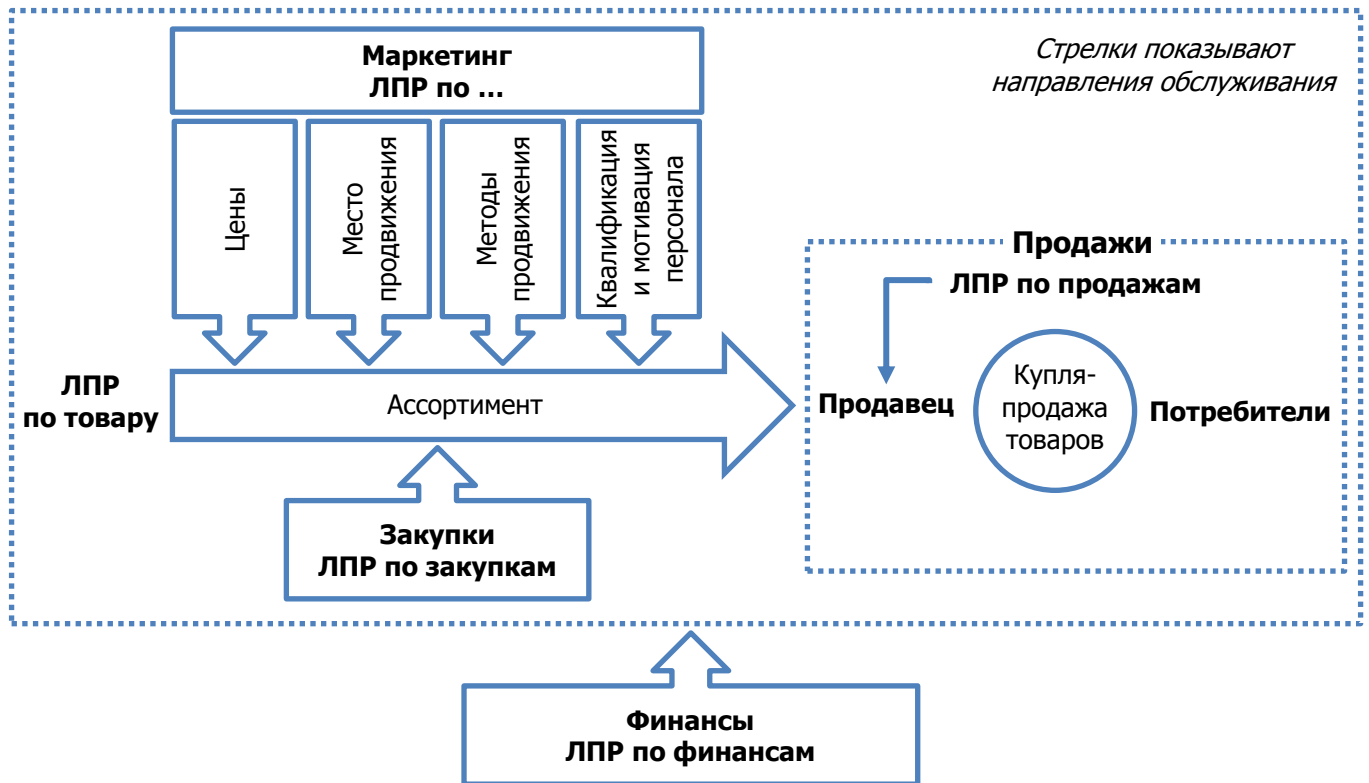 Маркетинг
ЛПР по ...
Стрелки показывают
направления обслуживания
Цены
Место
продвижения
Методы
продвижения
Квалификация
и мотивация
персонала
ЛПР
по товару
Ассортимент
Продажи
ЛПР по продажам
Продавец
Купля-
продажа
товаров
Потребители
Закупки
ЛПР по закупкам
Финансы
ЛПР по финансам